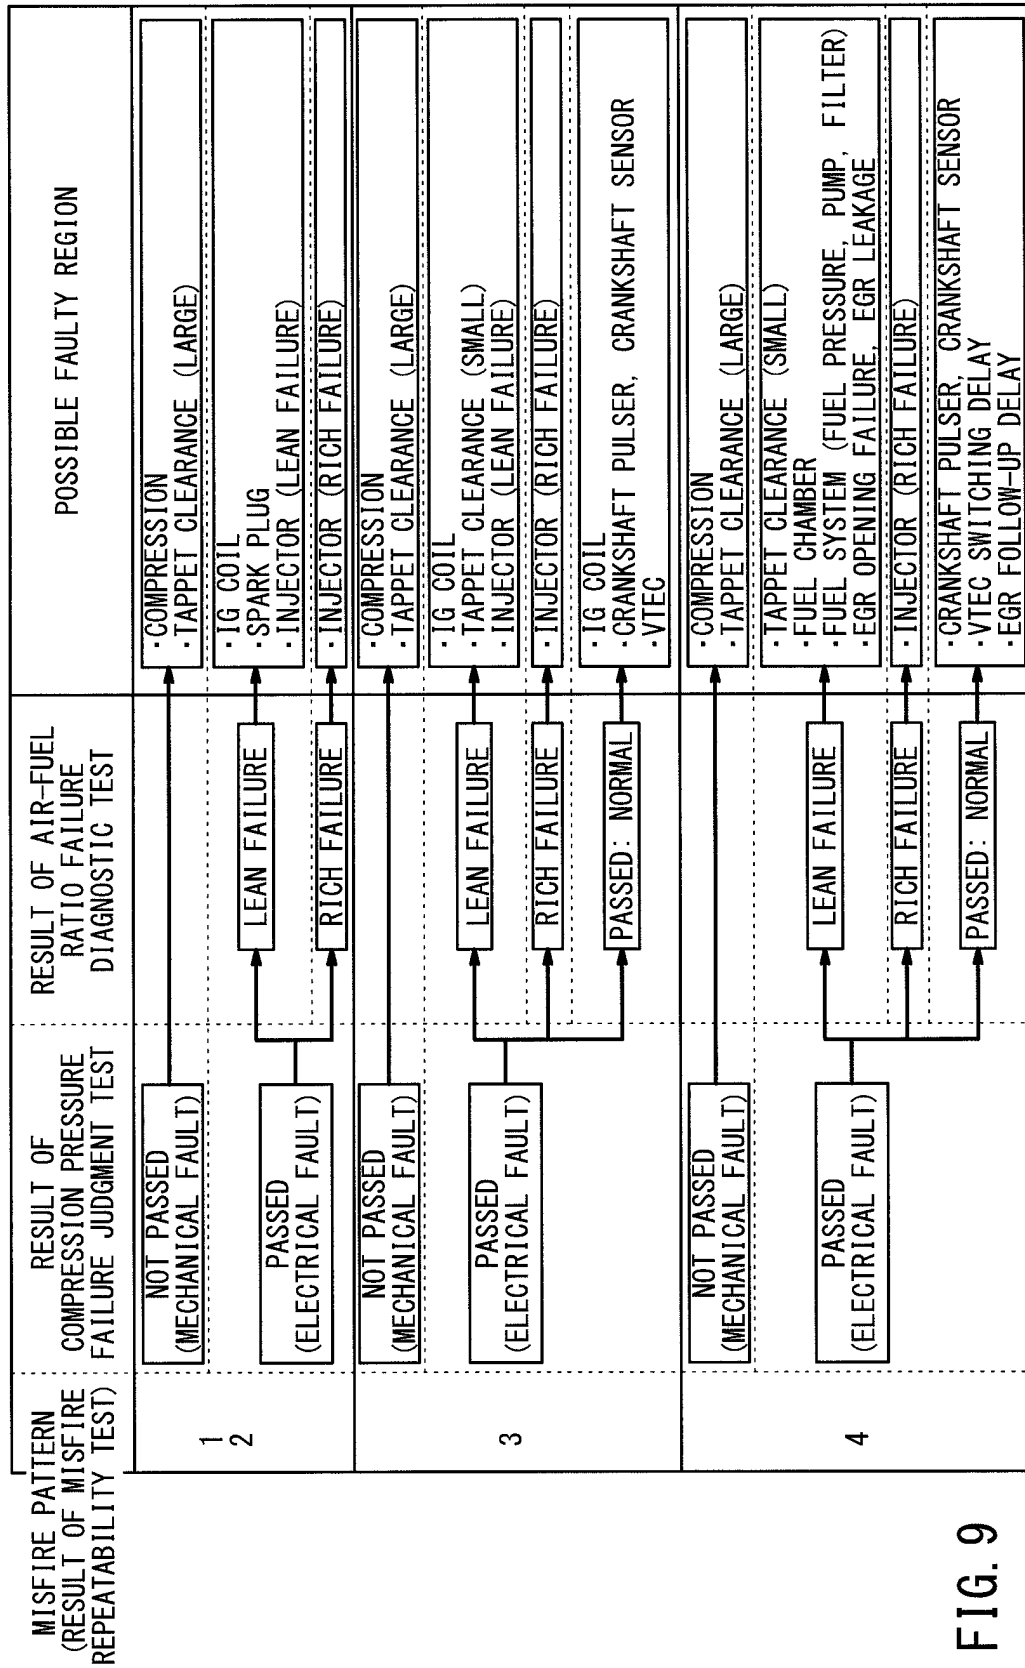 MISFIRE PATTERN
(RESULT OF MISFIRE
REPEATABILITY TEST)
RESULT OF
COMPRESSION PRESSURE
FAILURE JUDGMENT TEST
RESULT OF AIR-FUEL
RATIO FAILURE
DIAGNOSTIC TEST
POSSIBLE FAULTY REGION
1
2
NOT PASSED
(MECHANICAL FAULT)
· COMPRESSION
· TAPPET CLEARANCE (LARGE)
PASSED
(ELECTRICAL FAULT)
LEAN FAILURE
· IG COIL
· SPARK PLUG
· INJECTOR (LEAN FAILURE)
RICH FAILURE
· INJECTOR (RICH FAILURE)
3
NOT PASSED
(MECHANICAL FAULT)
· COMPRESSION
· TAPPET CLEARANCE (LARGE)
PASSED
(ELECTRICAL FAULT)
LEAN FAILURE
· IG COIL
· TAPPET CLEARANCE (SMALL)
· INJECTOR (LEAN FAILURE)
RICH FAILURE
· INJECTOR (RICH FAILURE)
PASSED: NORMAL
· IG COIL
· CRANKSHAFT PULSER, CRANKSHAFT SENSOR
· VTEC
4
NOT PASSED
(MECHANICAL FAULT)
· COMPRESSION
· TAPPET CLEARANCE (LARGE)
PASSED
(ELECTRICAL FAULT)
LEAN FAILURE
· TAPPET CLEARANCE (SMALL)
· FUEL CHAMBER
· FUEL SYSTEM (FUEL PRESSURE, PUMP, FILTER)
· EGR OPENING FAILURE, EGR LEAKAGE
RICH FAILURE
· INJECTOR (RICH FAILURE)
PASSED: NORMAL
· CRANKSHAFT PULSER, CRANKSHAFT SENSOR
· VTEC SWITCHING DELAY
· EGR FOLLOW-UP DELAY
FIG. 9